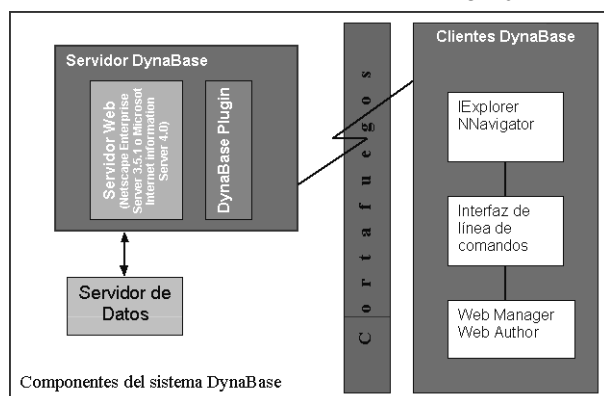 Servidor DynaBase
Servidor Web
(Netscape Enterprise
Server 3.5.1 o Microsot
Internet information
Server 4.0)
DynaBase Plugin
Servidor de
Datos
Cortafuegos
Clientes DynaBase
IExplorer
NNavigator
Interfaz de
línea de
comandos
Web Manager
Web Author
Componentes del sistema DynaBase